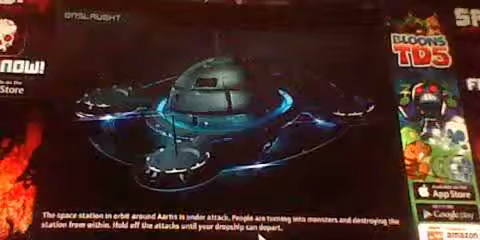 ONSLAUGHT
NOW!
Store
BLOONS
TD5
App Store
Google play
amazon
The space station in orbit around Aartis is under attack. People are turning into monsters and destroying the
station from within. Hold off the attacks until your dropship can depart.